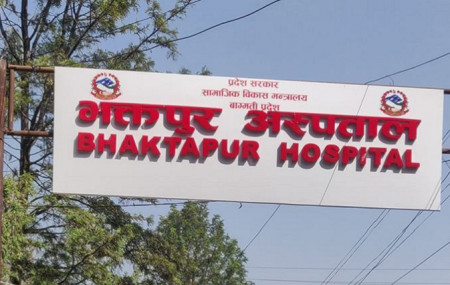 प्रदेश सरकार
सामाजिक विकास मन्त्रालय
बागमती प्रदेश
भक्तपुर अस्पताल
BHAKTAPUR HOSPITAL